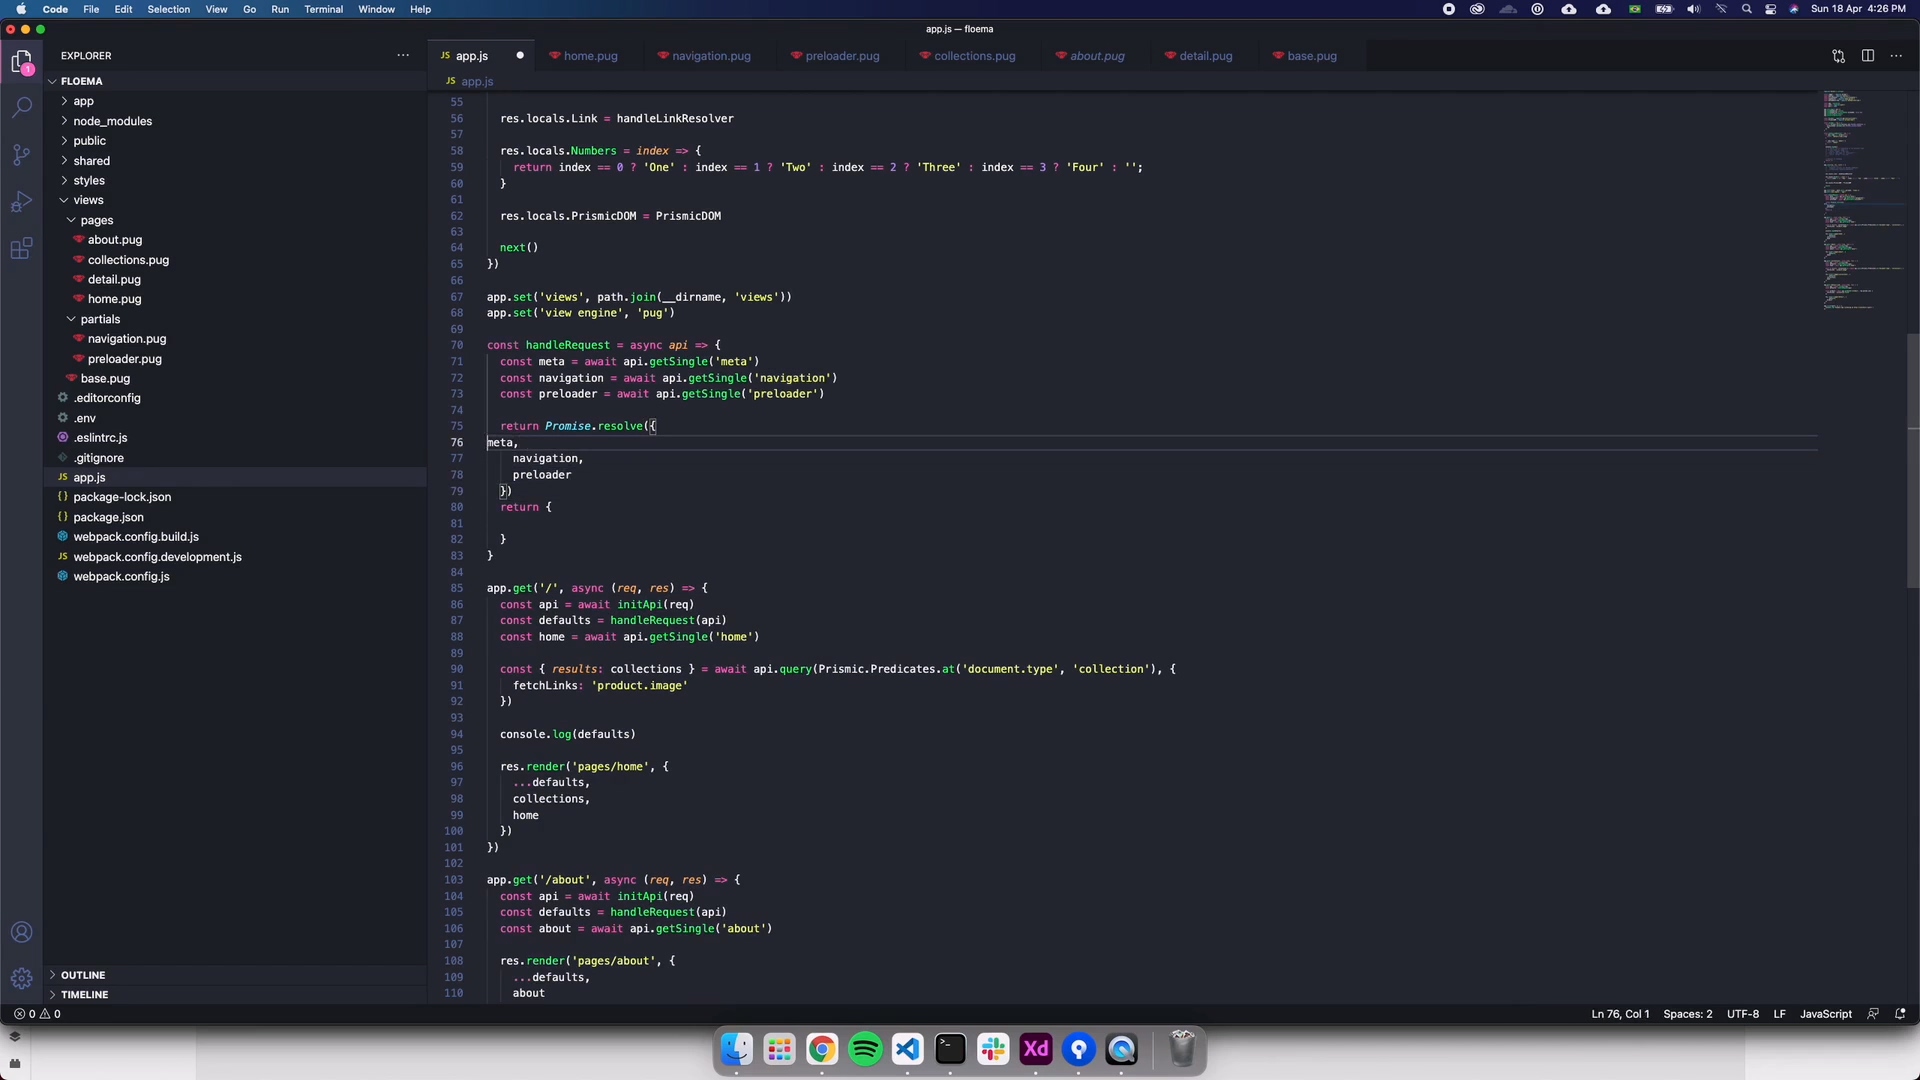 Code File Edit Selection View Go Run Terminal Window Help
Sun 18 Apr 4:26 PM
app.js — floema
EXPLORER
1
FLOEMA
app
node_modules
public
shared
styles
views
pages
about.pug
collections.pug
detail.pug
home.pug
partials
navigation.pug
preloader.pug
base.pug
.editorconfig
.env
.eslintrc.js
.gitignore
JS app.js
{} package-lock.json
{} package.json
webpack.config.build.js
JS webpack.config.development.js
webpack.config.js
OUTLINE
TIMELINE
JS app.js home.pug navigation.pug preloader.pug collections.pug about.pug detail.pug base.pug
JS app.js
55
56 res.locals.Link = handleLinkResolver
57
58 res.locals.Numbers = index => {
59 return index == 0 ? 'One' : index == 1 ? 'Two' : index == 2 ? 'Three' : index == 3 ? 'Four' : '';
60 }
61
62 res.locals.PrismicDOM = PrismicDOM
63
64 next()
65 })
66
67 app.set('views', path.join(__dirname, 'views'))
68 app.set('view engine', 'pug')
69
70 const handleRequest = async api => {
71 const meta = await api.getSingle('meta')
72 const navigation = await api.getSingle('navigation')
73 const preloader = await api.getSingle('preloader')
74
75 return Promise.resolve({
76 meta,
77 navigation,
78 preloader
79 })
80 return {
81
82 }
83 }
84
85 app.get('/', async (req, res) => {
86 const api = await initApi(req)
87 const defaults = handleRequest(api)
88 const home = await api.getSingle('home')
89
90 const { results: collections } = await api.query(Prismic.Predicates.at('document.type', 'collection'), {
91 fetchLinks: 'product.image'
92 })
93
94 console.log(defaults)
95
96 res.render('pages/home', {
97 ...defaults,
98 collections,
99 home
100 })
101 })
102
103 app.get('/about', async (req, res) => {
104 const api = await initApi(req)
105 const defaults = handleRequest(api)
106 const about = await api.getSingle('about')
107
108 res.render('pages/about', {
109 ...defaults,
110 about
0 0
Ln 76, Col 1 Spaces: 2 UTF-8 LF JavaScript
Xd